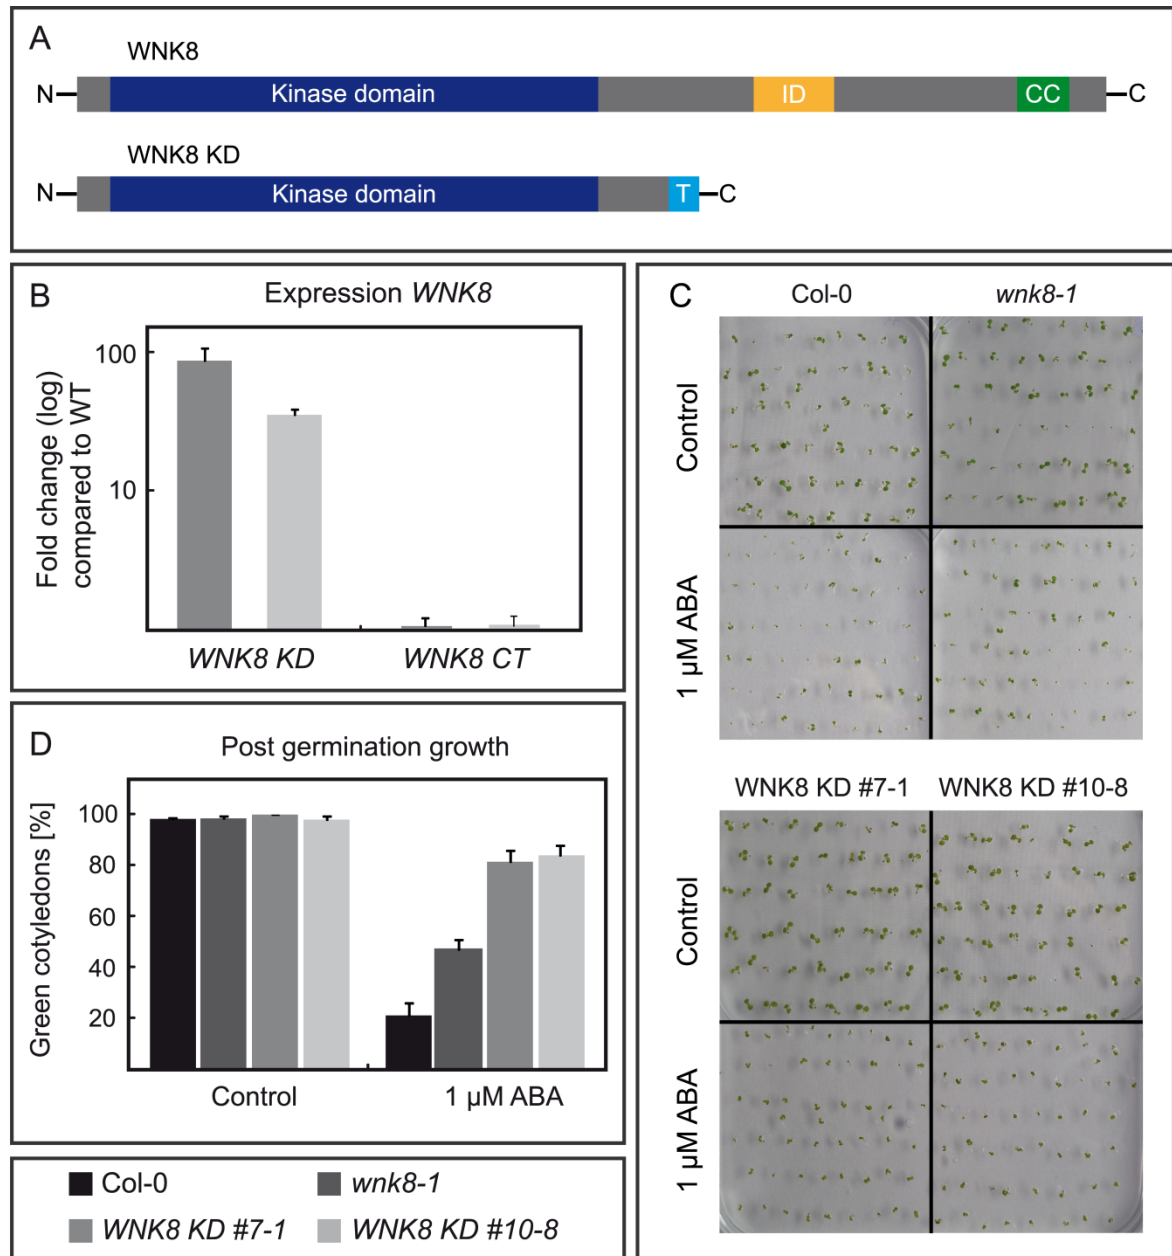 A
WNK8
N
Kinase domain
ID
CC
C
WNK8 KD
N
Kinase domain
T
C
B
Expression WNK8
Fold change (log)
compared to WT
100
10
WNK8 KD
WNK8 CT
C
Col-0
wnk8-1
Control
1 µM ABA
WNK8 KD #7-1
WNK8 KD #10-8
Control
1 µM ABA
D
Post germination growth
Green cotyledons [%]
100
80
60
40
20
Control
1 µM ABA
Col-0
wnk8-1
WNK8 KD #7-1
WNK8 KD #10-8